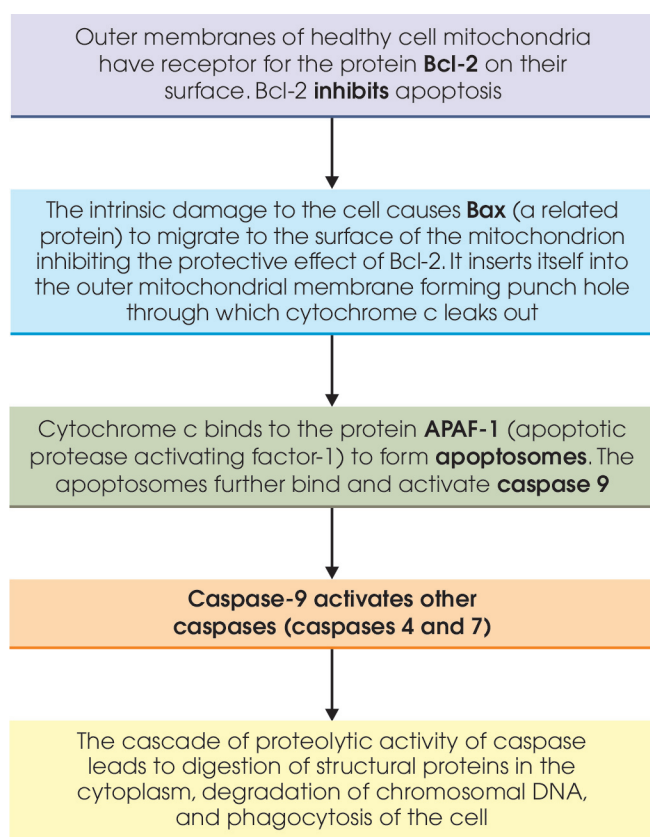 Outer membranes of healthy cell mitochondria
have receptor for the protein Bcl-2 on their
surface. Bcl-2 inhibits apoptosis
The intrinsic damage to the cell causes Bax (a related
protein) to migrate to the surface of the mitochondrion
inhibiting the protective effect of Bcl-2. It inserts itself into
the outer mitochondrial membrane forming punch hole
through which cytochrome c leaks out
Cytochrome c binds to the protein APAF-1 (apoptotic
protease activating factor-1) to form apoptosomes. The
apoptosomes further bind and activate caspase 9
Caspase-9 activates other
caspases (caspases 4 and 7)
The cascade of proteolytic activity of caspase
leads to digestion of structural proteins in the
cytoplasm, degradation of chromosomal DNA,
and phagocytosis of the cell